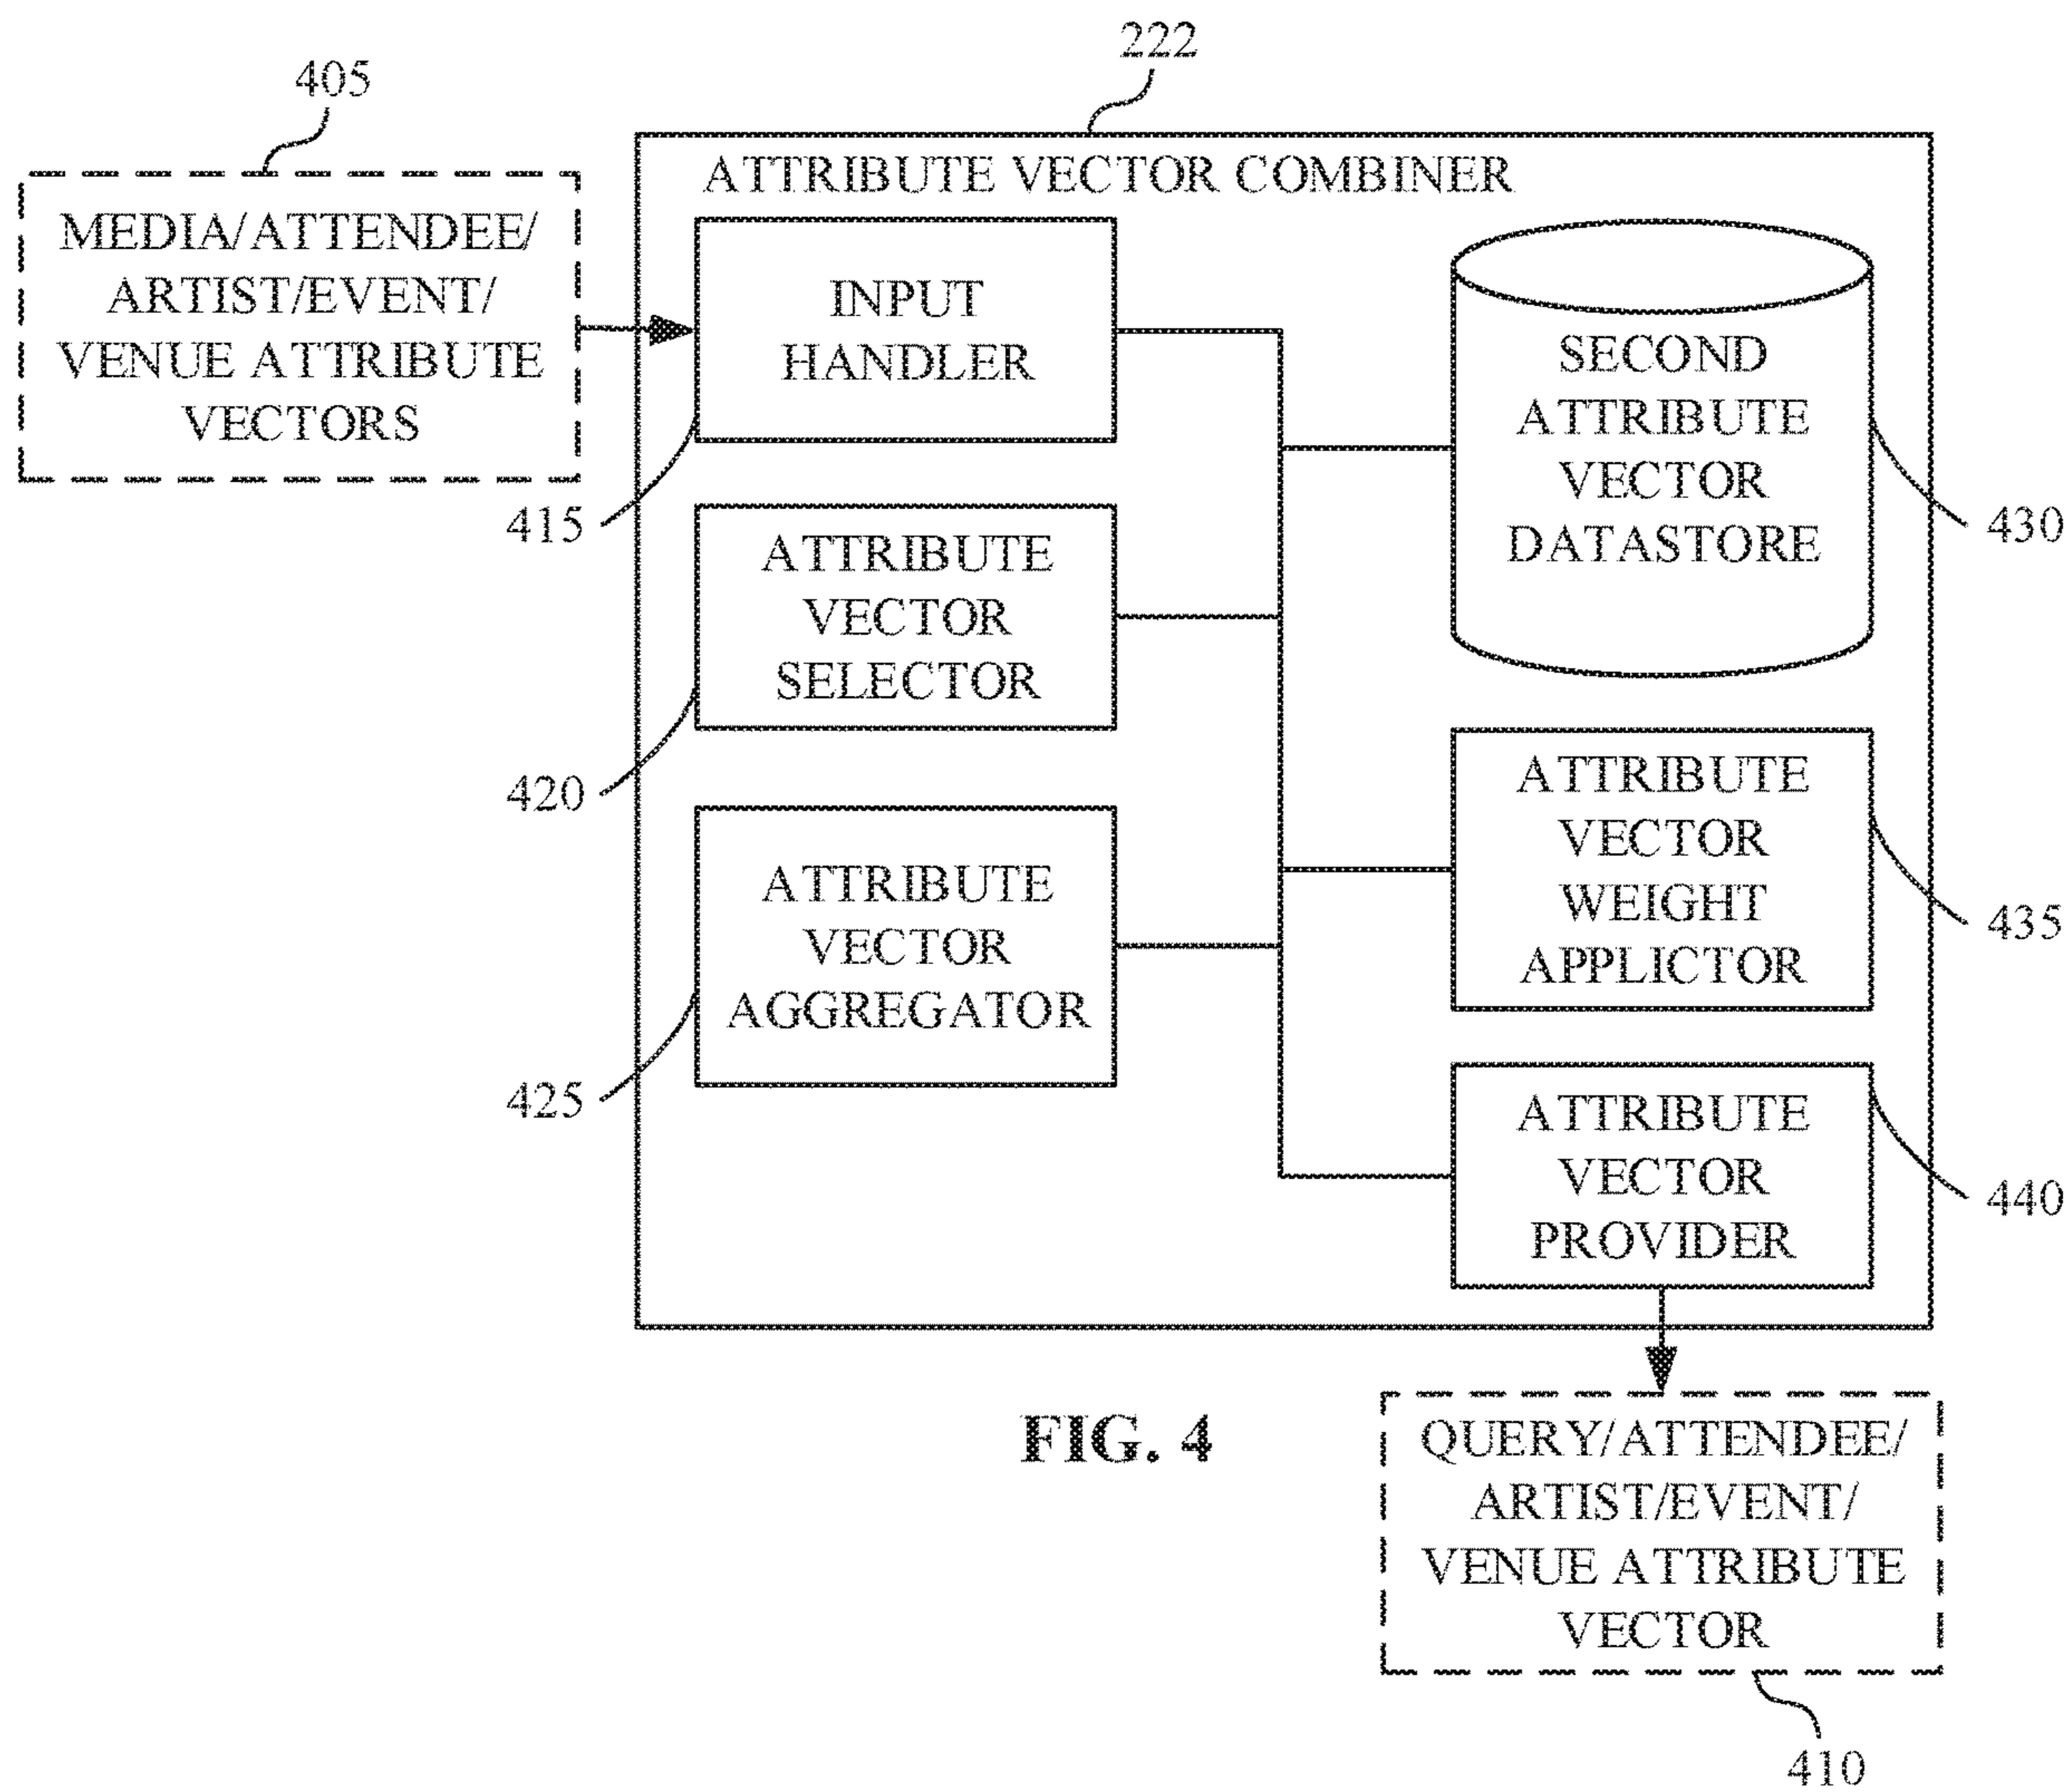 222
405
ATTRIBUTE VECTOR COMBINER
MEDIA/ATTENDEE/
ARTIST/EVENT/
VENUE ATTRIBUTE
VECTORS
INPUT
HANDLER
415
SECOND
ATTRIBUTE
VECTOR
DATASTORE
430
ATTRIBUTE
VECTOR
SELECTOR
420
ATTRIBUTE
VECTOR
WEIGHT
APPLICTOR
435
ATTRIBUTE
VECTOR
AGGREGATOR
425
ATTRIBUTE
VECTOR
PROVIDER
440
FIG. 4
QUERY/ATTENDEE/
ARTIST/EVENT/
VENUE ATTRIBUTE
VECTOR
410